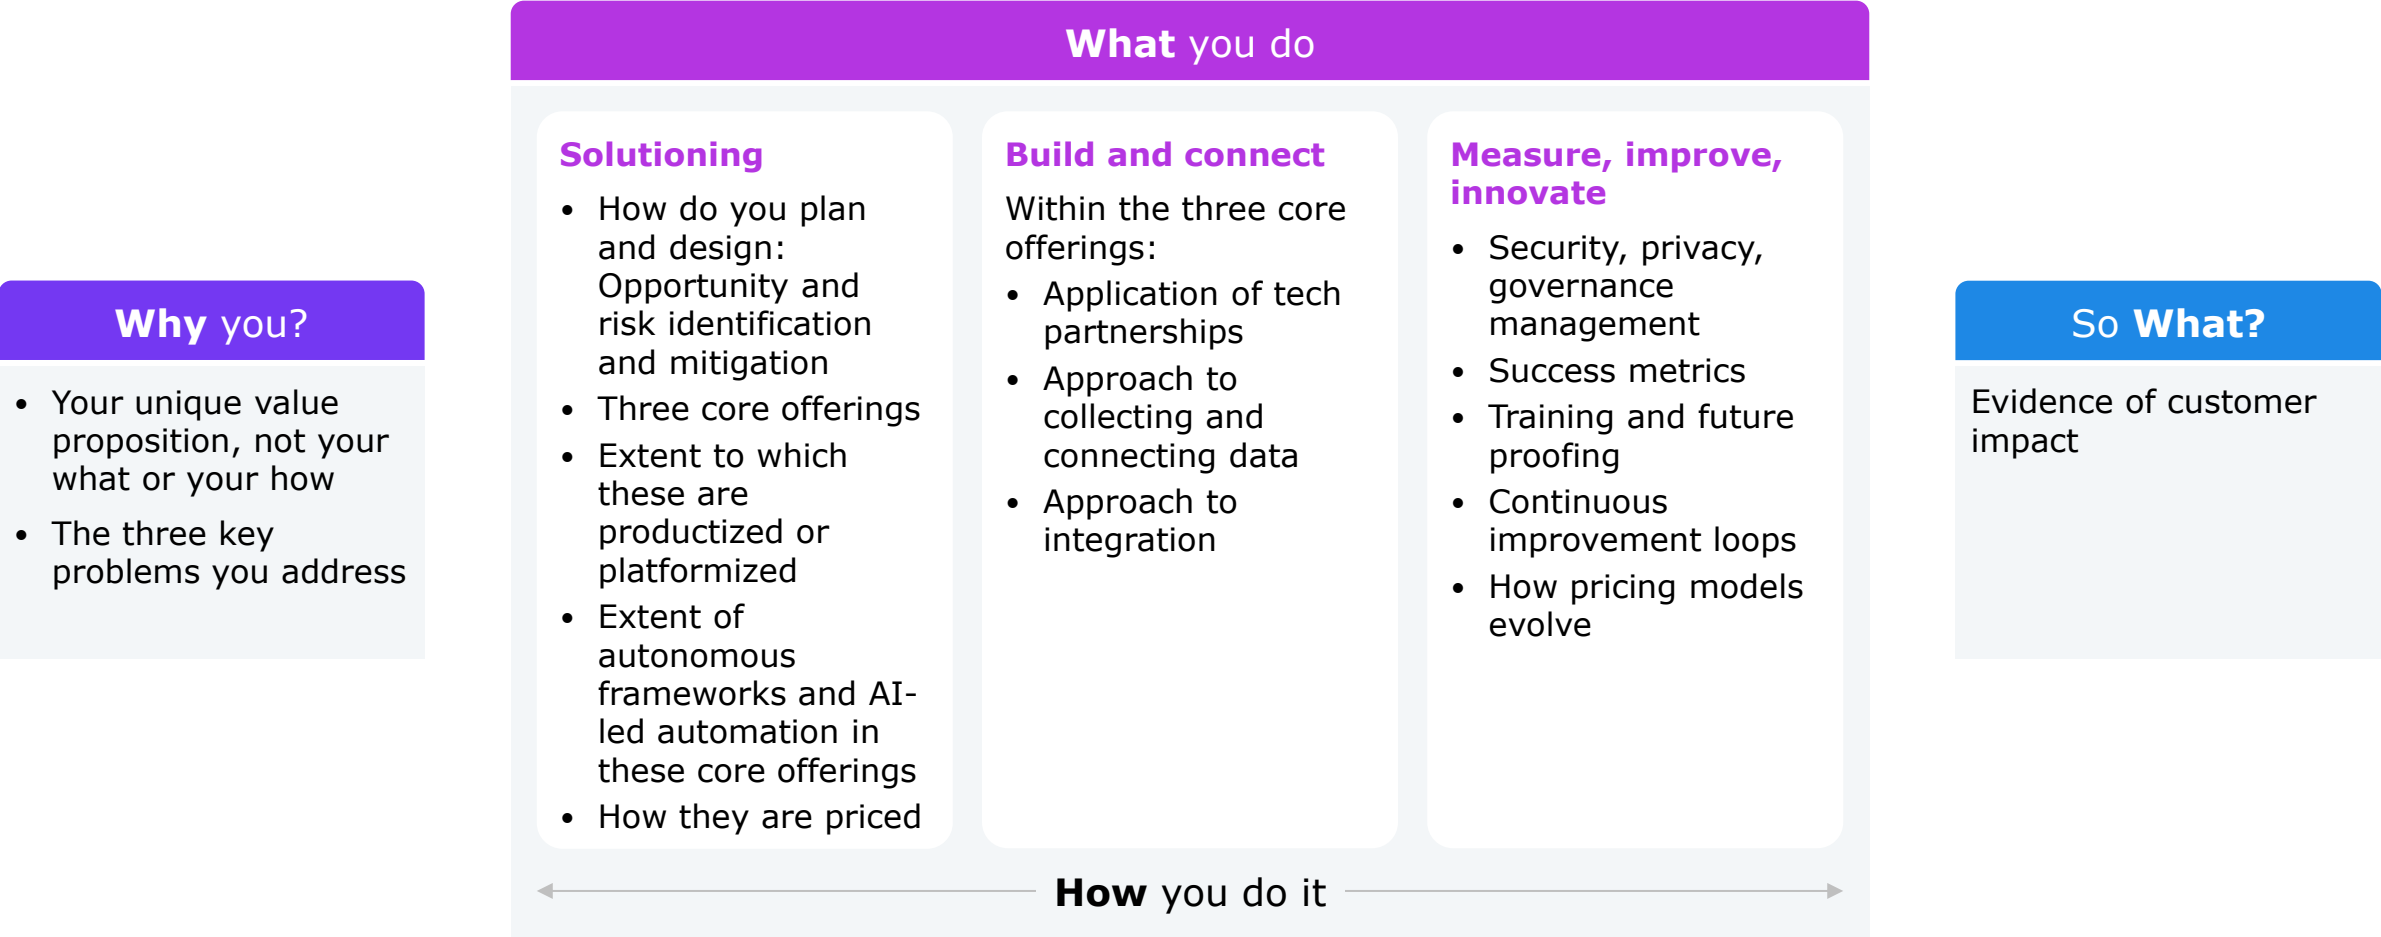 Why you?
• Your unique value
proposition, not your
what or your how
• The three key
problems you address
What you do
Solutioning
• How do you plan
and design:
Opportunity and
risk identification
and mitigation
• Three core offerings
• Extent to which
these are
productized or
platformized
• Extent of
autonomous
frameworks and AI-
led automation in
these core offerings
• How they are priced
Build and connect
Within the three core
offerings:
• Application of tech
partnerships
• Approach to
collecting and
connecting data
• Approach to
integration
Measure, improve,
innovate
• Security, privacy,
governance
management
• Success metrics
• Training and future
proofing
• Continuous
improvement loops
• How pricing models
evolve
How you do it
So What?
Evidence of customer
impact